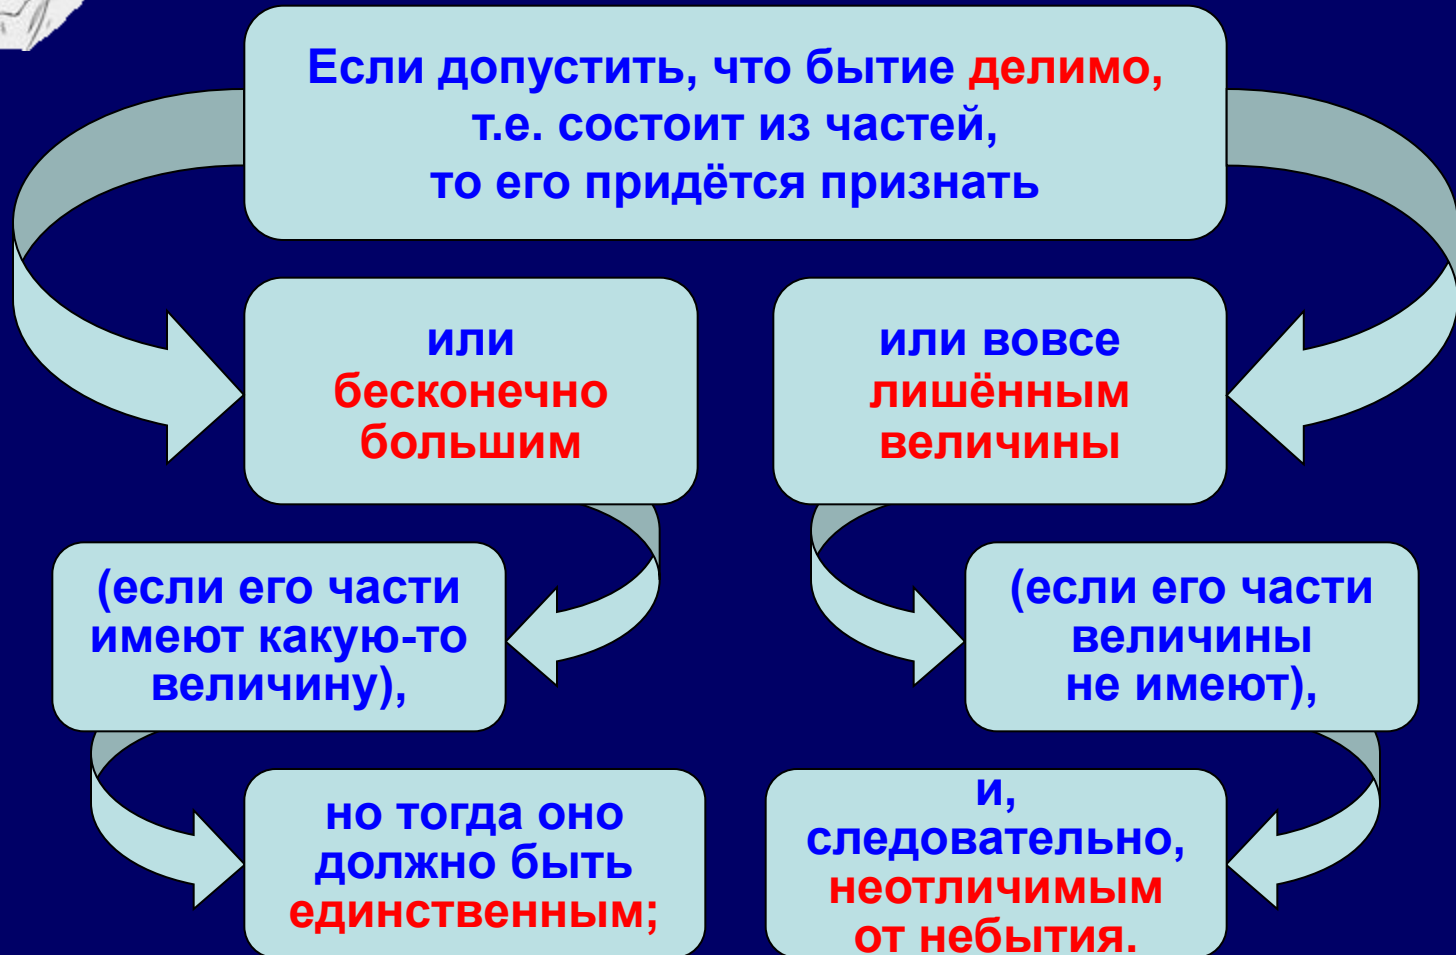 Если допустить, что бытие делимо,
т.е. состоит из частей,
то его придётся признать
или
бесконечно
большим
(если его части
имеют какую-то
величину),
но тогда оно
должно быть
единственным;
или вовсе
лишённым
величины
(если его части
величины
не имеют),
и,
следовательно,
неотличимым
от небытия.